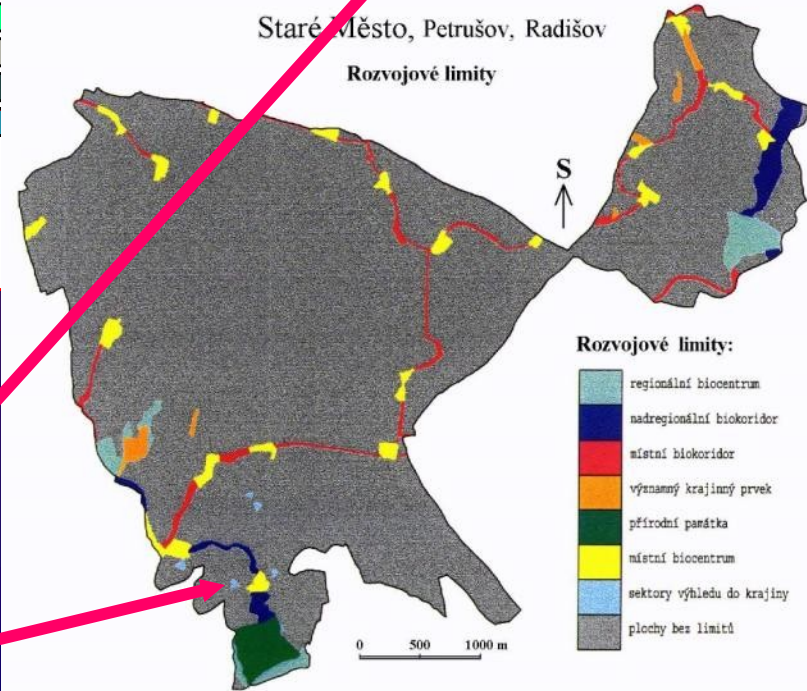 Staré Město, Petrušov, Radišov
Rozvojové limity
S
Rozvojové limity:
regionální biocentrum
nadregionální biokoridor
místní biokoridor
významný krajinný prvek
přírodní památka
místní biocentrum
sektory výhledu do krajiny
plochy bez limitů
0 500 1000 m